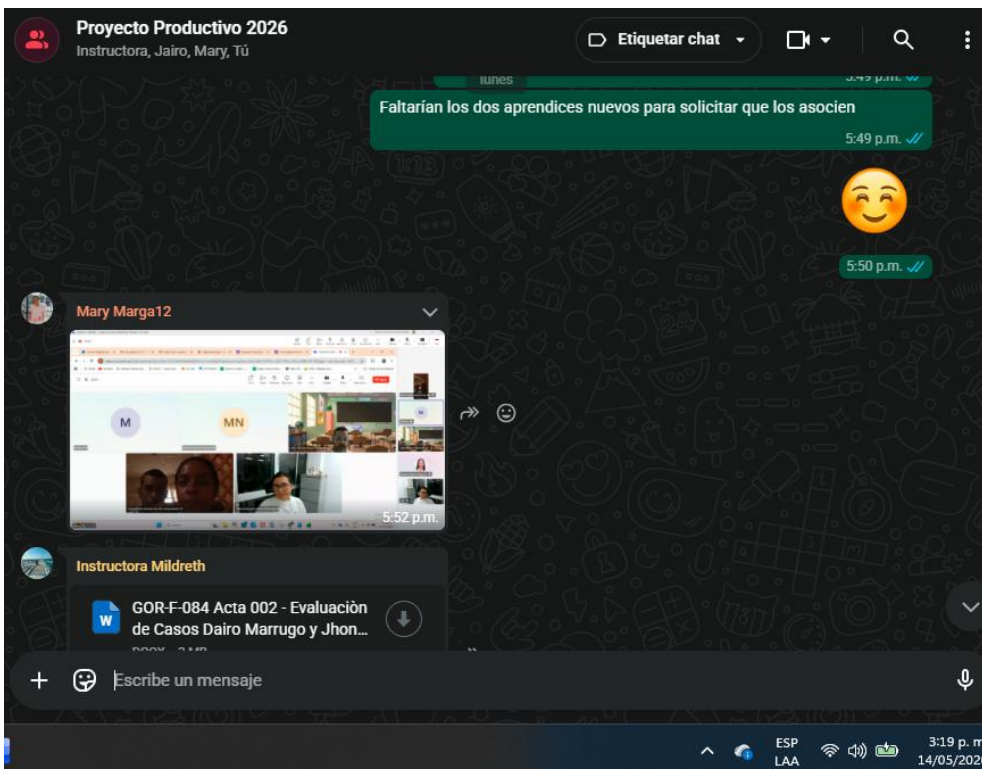 Proyecto Productivo 2026
Instructora, Jairo, Mary, Tú
Etiquetar chat
lunes
5:49 p.m.
Faltarían los dos aprendices nuevos para solicitar que los asocien
5:49 p.m.
5:50 p.m.
Mary Marga12
M
MN
M
5:52 p.m.
Instructora Mildreth
W
GOR-F-084 Acta 002 - Evaluaciòn
de Casos Dairo Marrugo y Jhon...
Escribe un mensaje
ESP
LAA
3:19 p. m
14/05/202